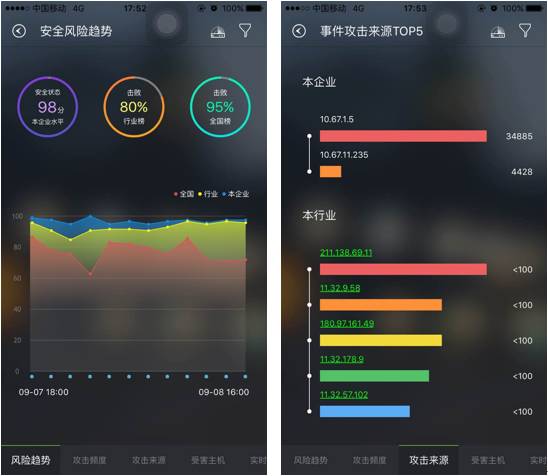 中国移动 4G 17:52 100%
安全风险趋势
安全状态
98分
本企业水平
击败
80%
行业榜
击败
95%
全国榜
全国 行业 本企业
100
80
60
40
20
0
09-07 18:00 09-08 16:00
风险趋势 攻击频度 攻击来源 受害主机 实时
中国移动 4G 17:53 100%
事件攻击来源TOP5
本企业
10.67.1.5
34885
10.67.11.235
4428
本行业
211.138.69.11
<100
11.32.9.58
<100
180.97.161.49
<100
11.32.178.9
<100
11.32.57.102
<100
风险趋势 攻击频度 攻击来源 受害主机 实时